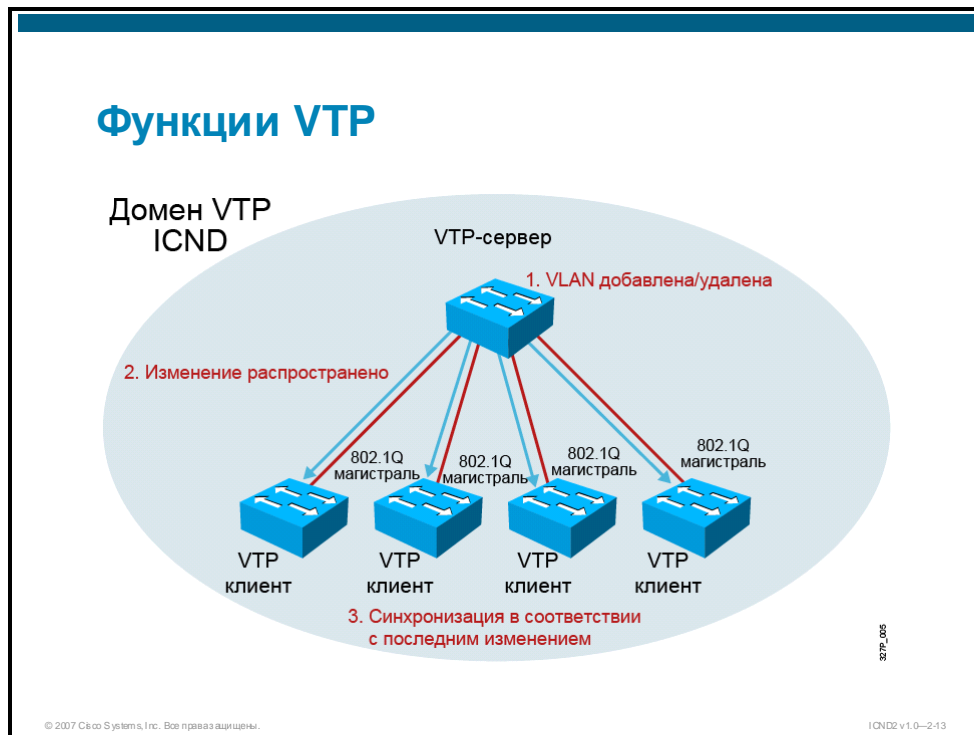 Функции VTP
Домен VTP
ICND
VTP-сервер
1. VLAN добавлена/удалена
2. Изменение распространено
802.1Q
магистраль
802.1Q
магистраль
802.1Q
магистраль
802.1Q
магистраль
VTP
клиент
VTP
клиент
VTP
клиент
VTP
клиент
3. Синхронизация в соответствии
с последним изменением
327P_005
© 2007 Cisco Systems, Inc. Все права защищены.
ICND2 v1.0—2-13